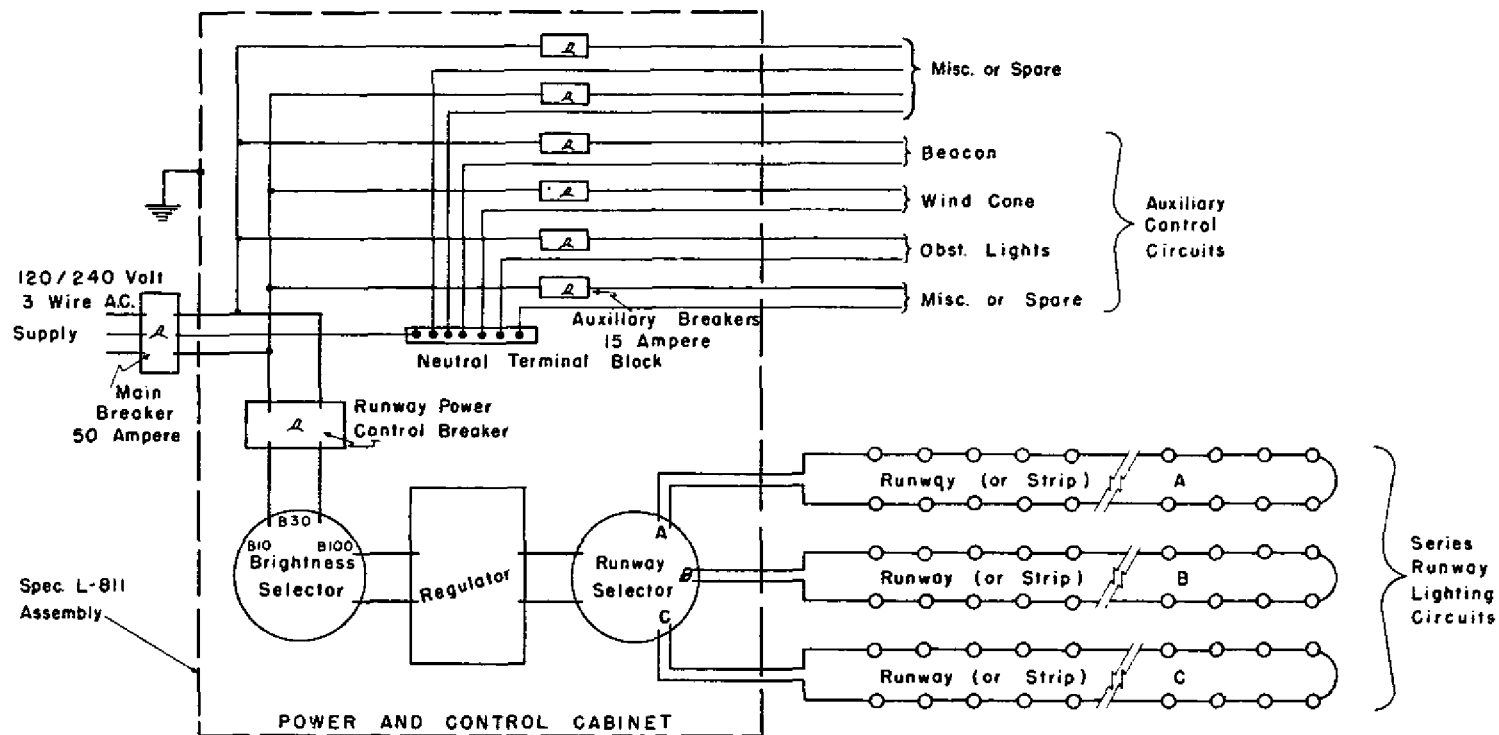 Misc. or Spare
Beacon
Wind Cone
Obst. Lights
Misc. or Spare
Auxiliary
Control
Circuits
120/240 Volt
3 Wire A.C.
Supply
Main
Breaker
50 Ampere
Auxiliary Breakers
15 Ampere
Neutral Terminal Block
Runway Power
Control Breaker
B10
B30
B100
Brightness
Selector
Regulator
Runway
Selector
A
B
C
Runway (or Strip) A
Runway (or Strip) B
Runway (or Strip) C
Series
Runway
Lighting
Circuits
Spec. L-811
Assembly
POWER AND CONTROL CABINET